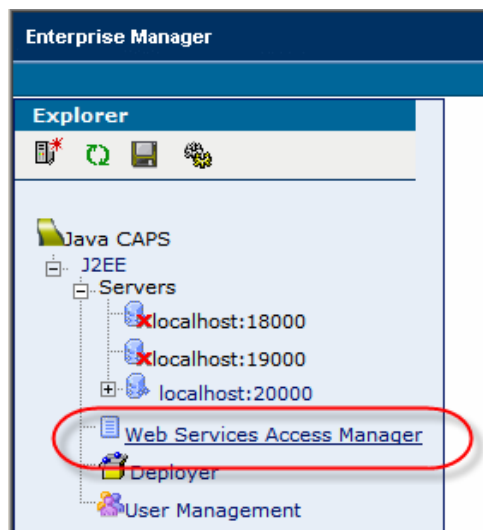 Enterprise Manager
Explorer
Java CAPS
J2EE
Servers
localhost:18000
localhost:19000
localhost:20000
Web Services Access Manager
Deployer
User Management